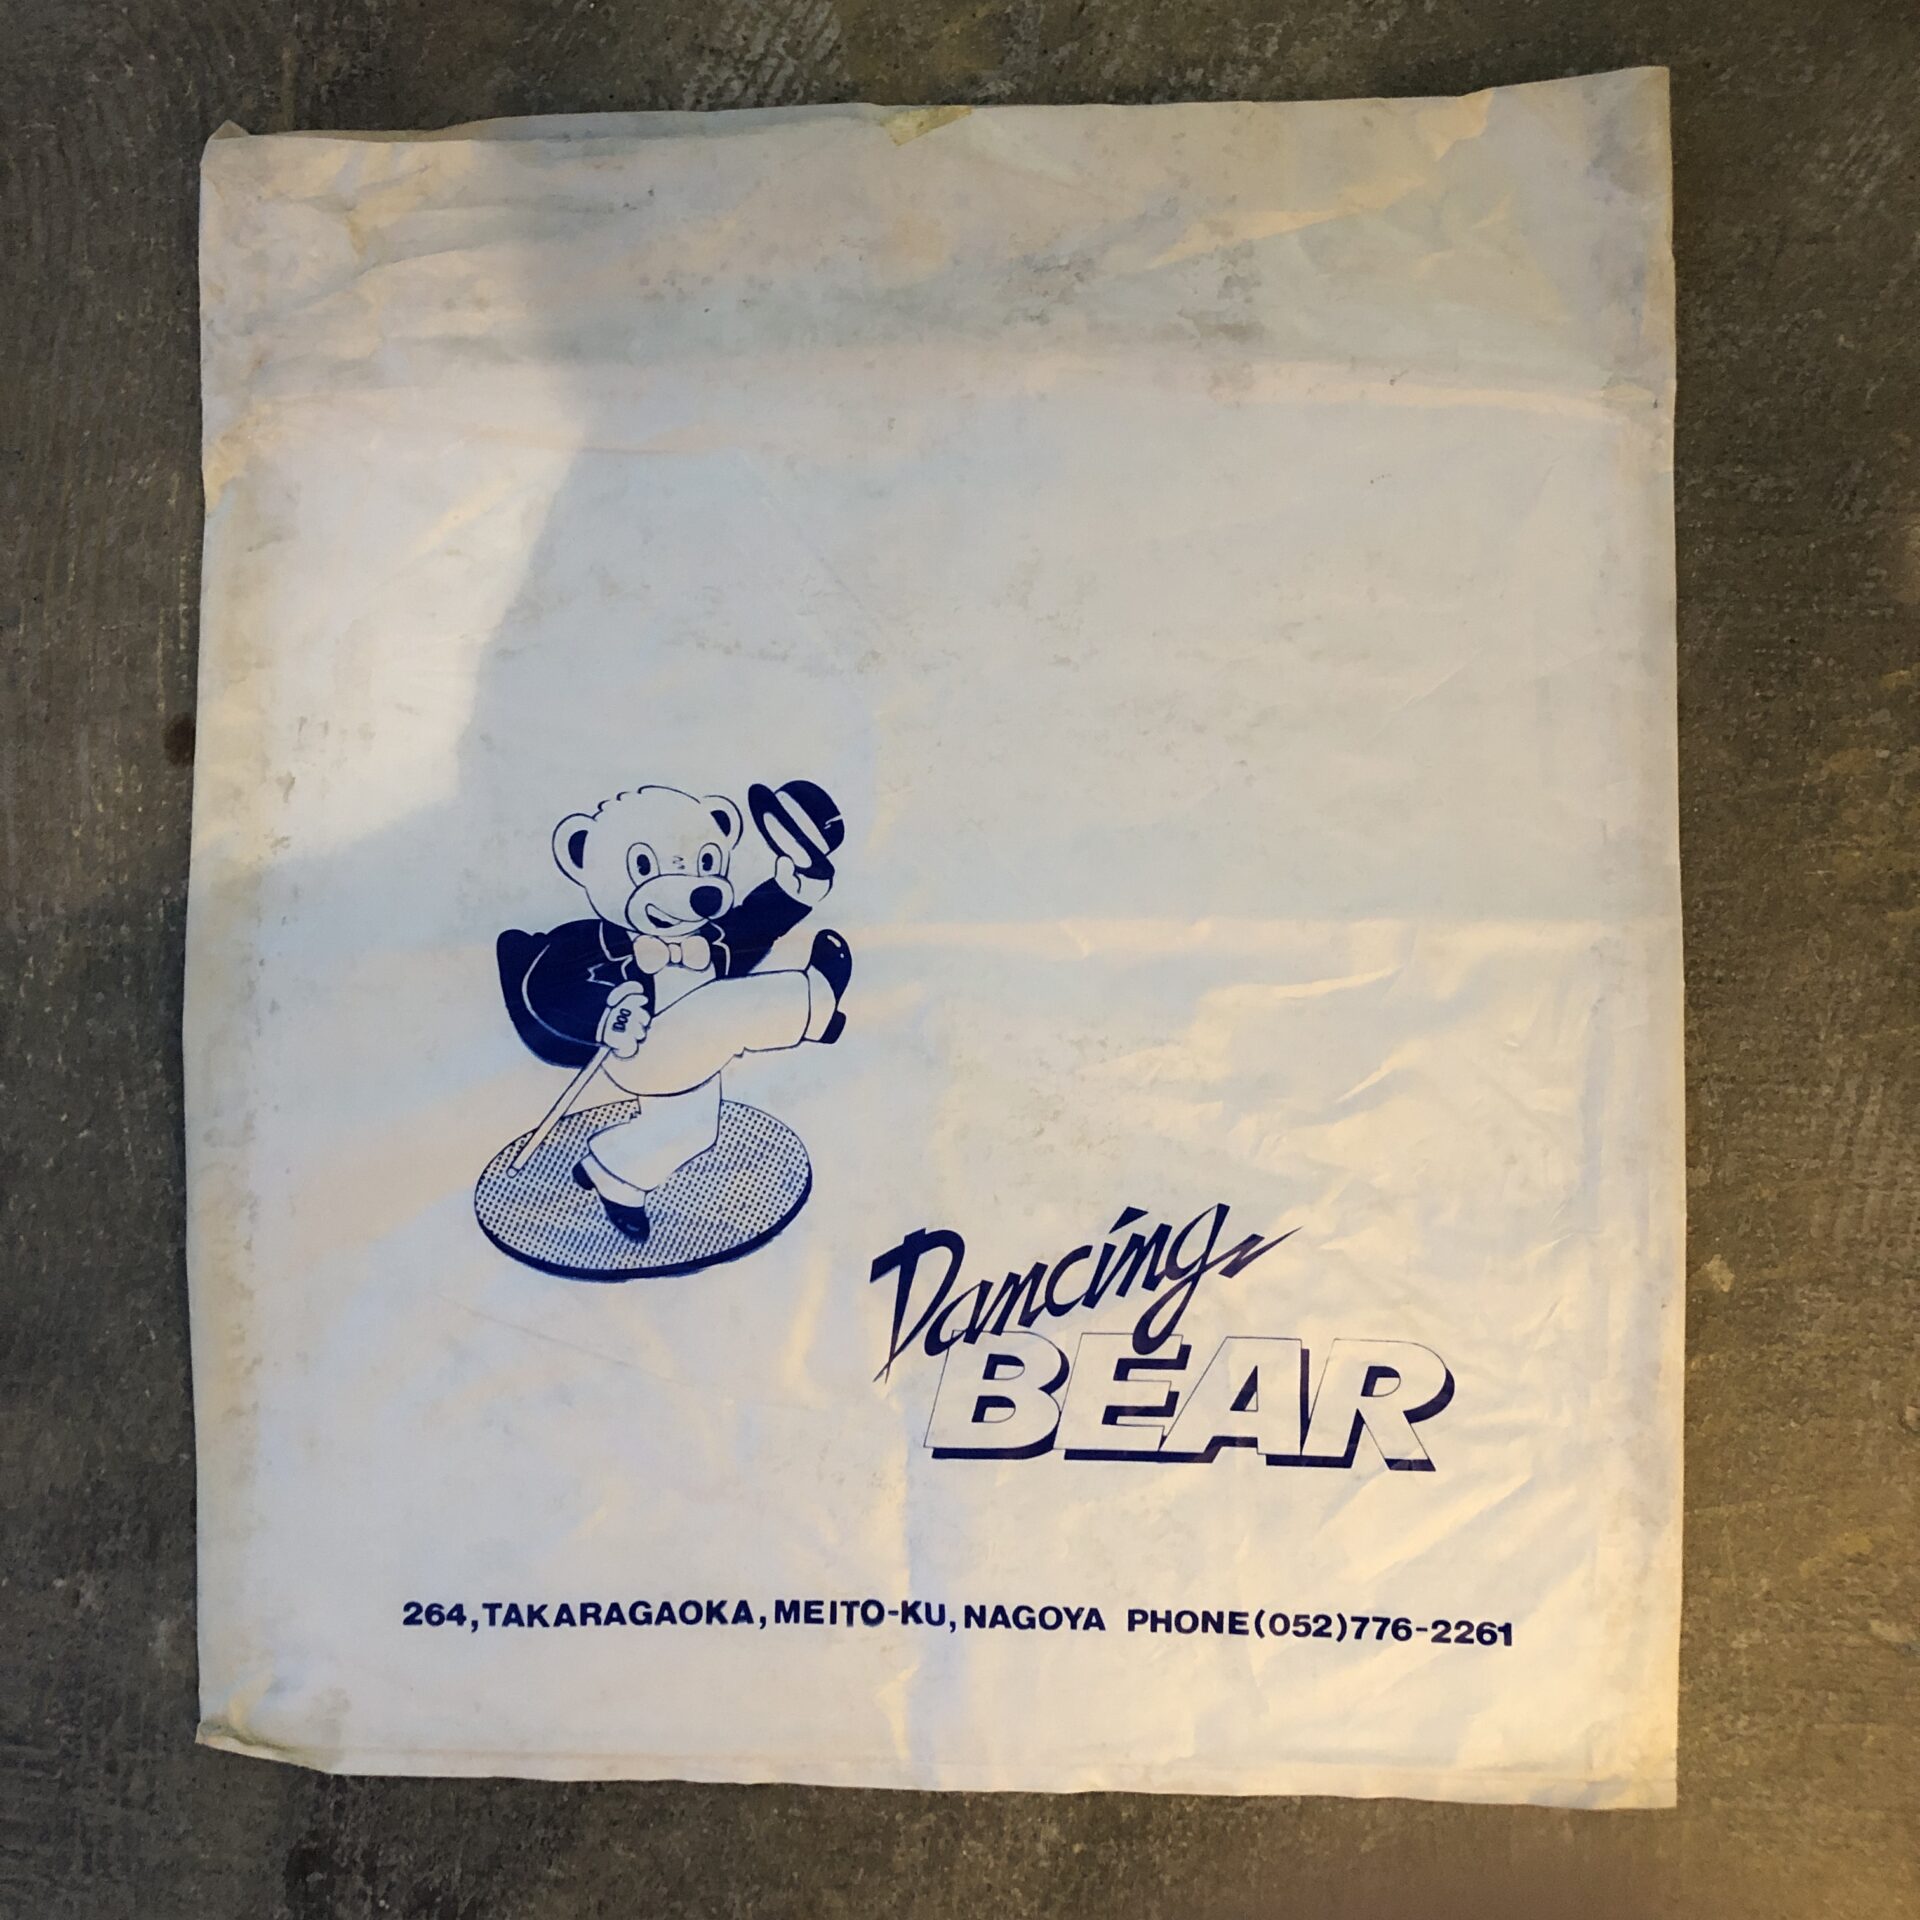 Dancing
BEAR
264,TAKARAGAOKA,MEITO-KU,NAGOYA PHONE(052)776-2261